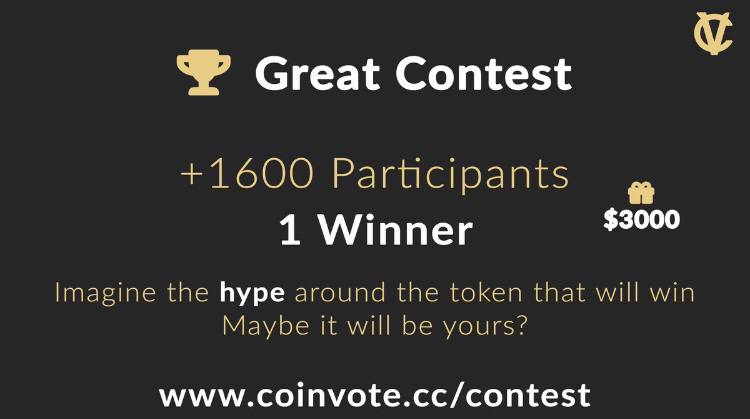 Great Contest
+1600 Participants
1 Winner
$3000
Imagine the hype around the token that will win
Maybe it will be yours?
www.coinvote.cc/contest